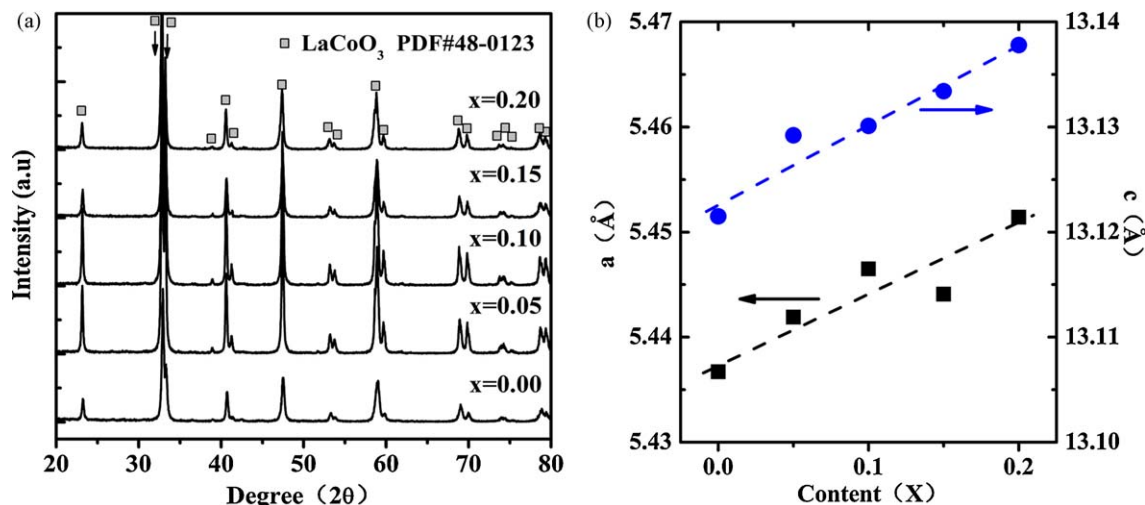 (a)
LaCoO3 PDF#48-0123
x=0.20
x=0.15
x=0.10
x=0.05
x=0.00
Intensity (a.u)
20 30 40 50 60 70 80
Degree（2θ）
(b)
5.47
5.46
5.45
5.44
5.43
a（Å）
13.14
13.13
13.12
13.11
13.10
c（Å）
0.0 0.1 0.2
Content（X）